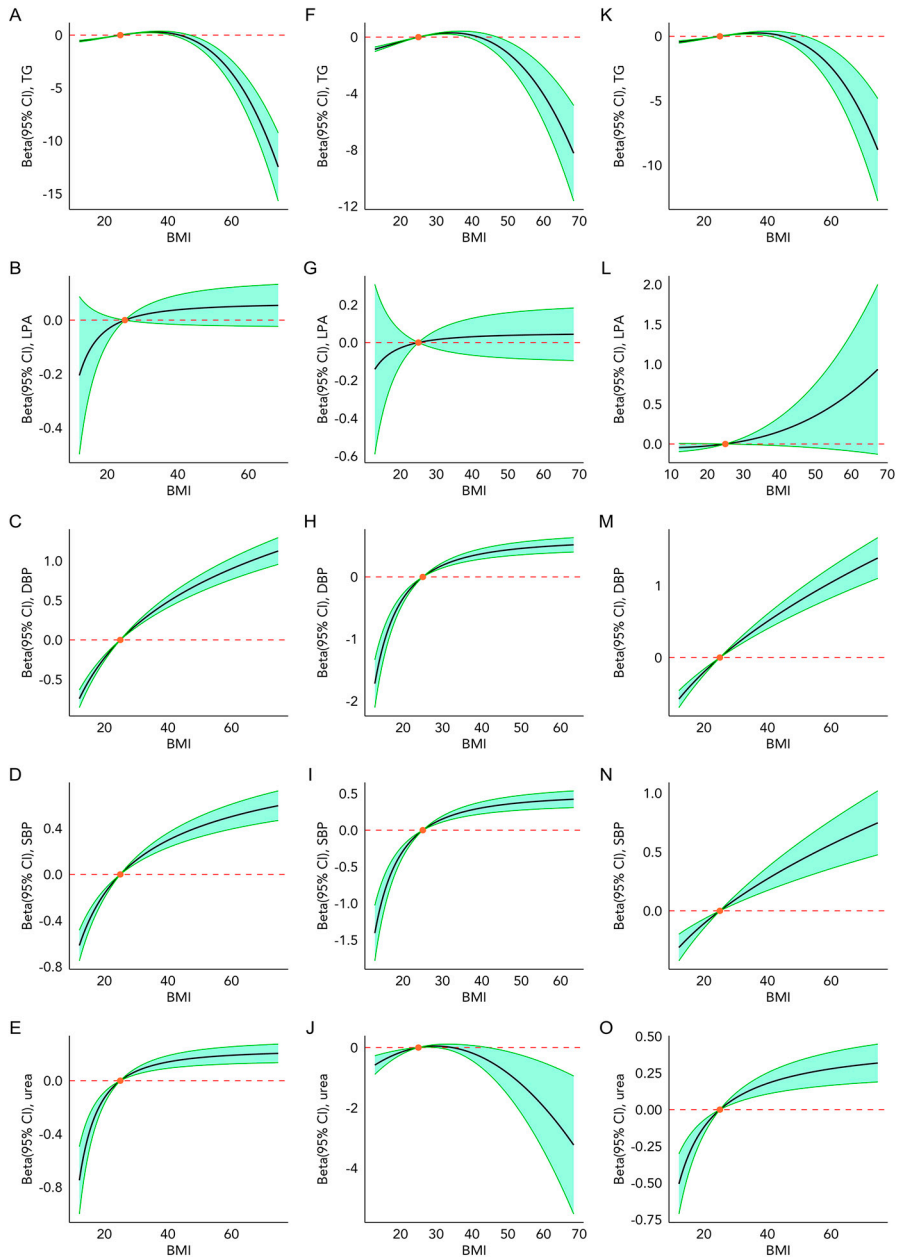 A
Beta(95% CI), TG
0
-5
-10
-15
20
40
60
BMI
F
Beta(95% CI), TG
0
-4
-8
-12
20
30
40
50
60
70
BMI
K
Beta(95% CI), TG
0
-5
-10
20
40
60
BMI
B
Beta(95% CI), LPA
0.0
-0.2
-0.4
20
40
60
BMI
G
Beta(95% CI), LPA
0.2
0.0
-0.2
-0.4
-0.6
20
30
40
50
60
70
BMI
L
Beta(95% CI), LPA
2.0
1.5
1.0
0.5
0.0
10
20
30
40
50
60
70
BMI
C
Beta(95% CI), DBP
1.0
0.5
0.0
-0.5
20
40
60
BMI
H
Beta(95% CI), DBP
0
-1
-2
20
30
40
50
60
BMI
M
Beta(95% CI), DBP
1
0
20
40
60
BMI
D
Beta(95% CI), SBP
0.4
0.0
-0.4
-0.8
20
40
60
BMI
I
Beta(95% CI), SBP
0.5
0.0
-0.5
-1.0
-1.5
20
30
40
50
60
BMI
N
Beta(95% CI), SBP
1.0
0.5
0.0
20
40
60
BMI
E
Beta(95% CI), urea
0.0
-0.4
-0.8
20
40
60
BMI
J
Beta(95% CI), urea
0
-2
-4
20
30
40
50
60
70
BMI
O
Beta(95% CI), urea
0.50
0.25
0.00
-0.25
-0.50
-0.75
20
40
60
BMI